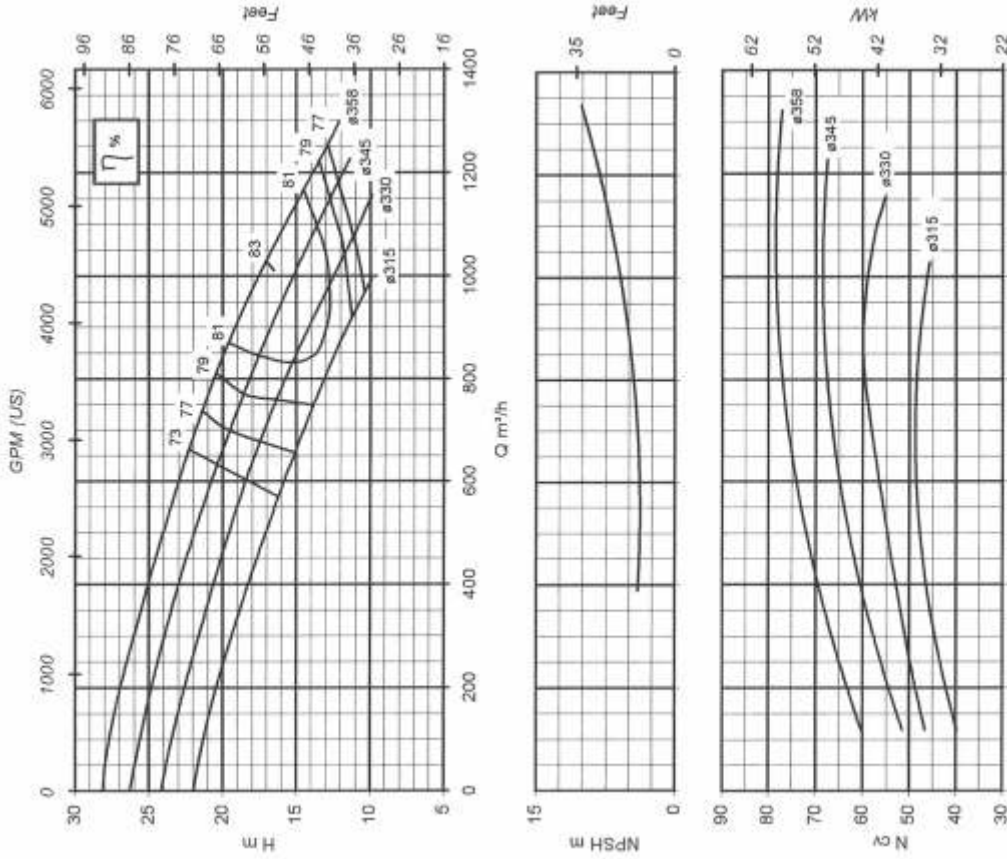 GPM (US)
0 1000 2000 3000 4000 5000 6000
30
25
20
15
10
5
H m
96
86
76
66
56
46
36
26
16
Feet
η %
73 77 79 81 83 81 79 77
ø358
ø345
ø330
ø315
0 200 400 600 800 1000 1200 1400
Q m³/h
15
0
NPSH m
35
0
Feet
90
80
70
60
50
40
30
N cv
62
52
42
32
22
kW
ø358
ø345
ø330
ø315